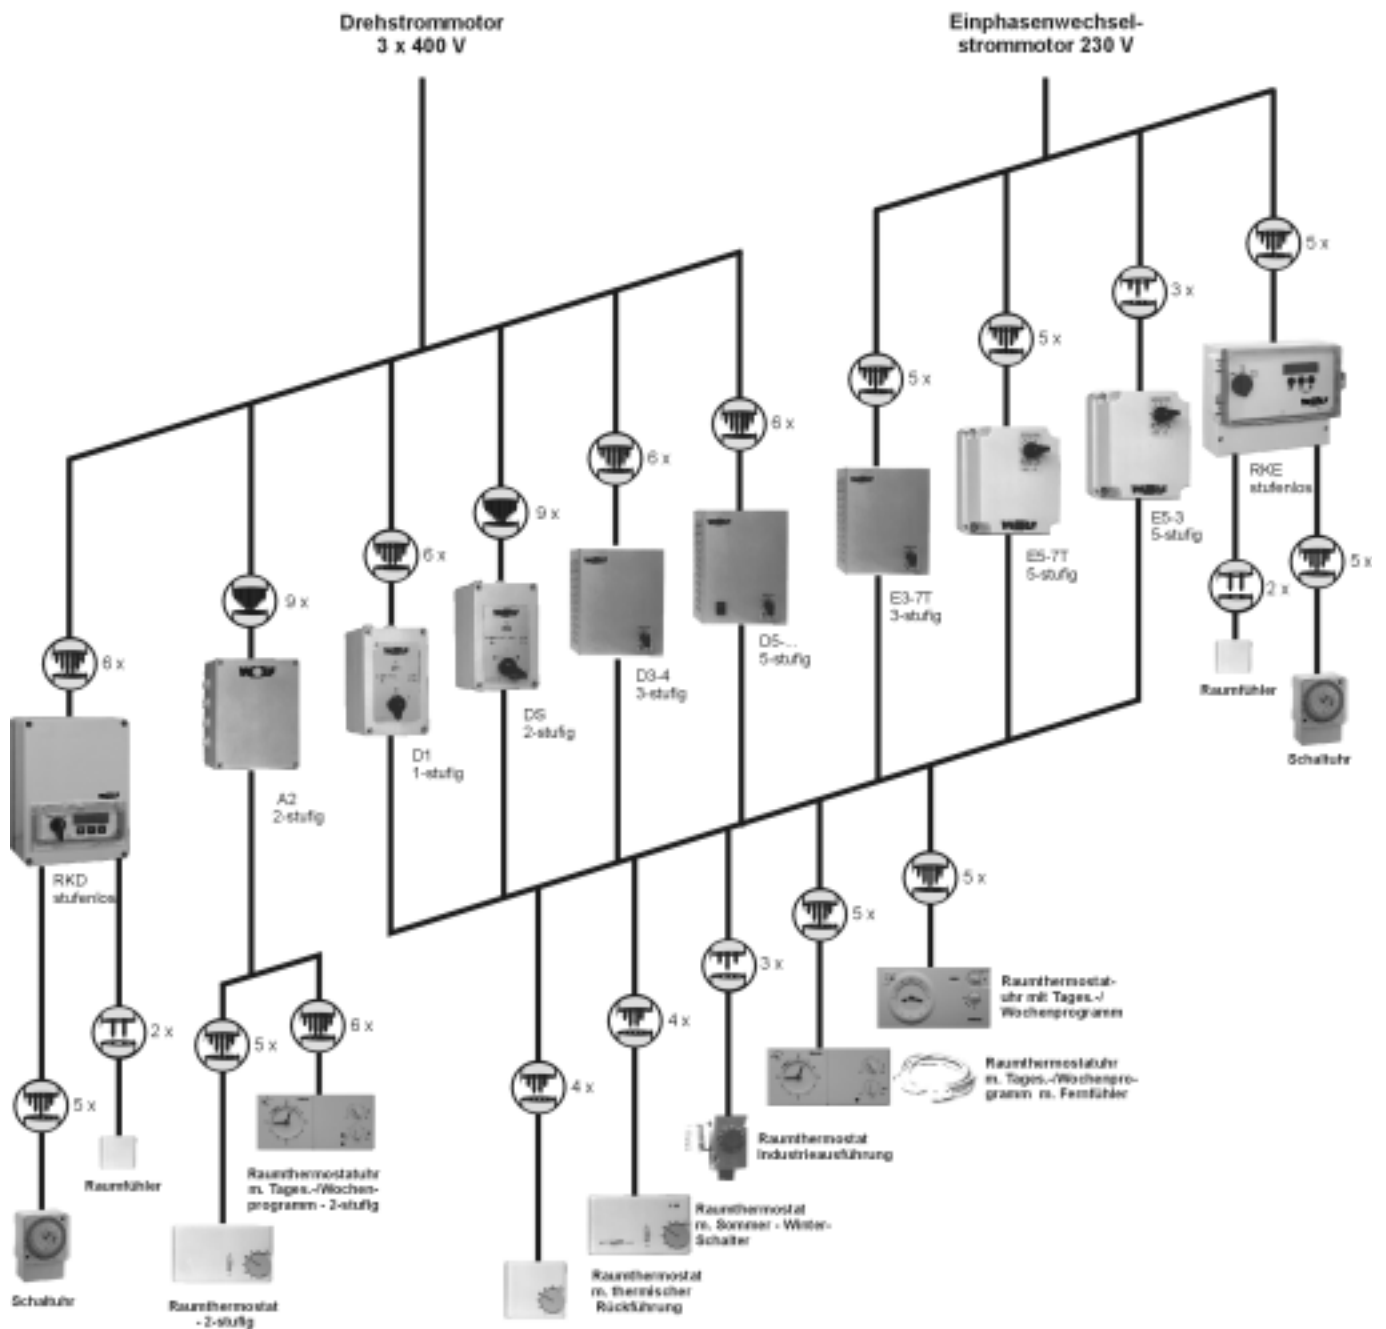 Drehstrommotor
3 x 400 V
Einphasenwechsel-
strommotor 230 V
5 x
3 x
5 x
5 x
6 x
6 x
9 x
6 x
9 x
6 x
RKE
stufenlos
E5-3
5-stufig
E5-7T
5-stufig
E3-7T
3-stufig
D5-...
5-stufig
D3-4
3-stufig
DS
2-stufig
D1
1-stufig
WOLF
A2
2-stufig
RKD
stufenlos
2 x
5 x
Raumfühler
Schaltuhr
5 x
5 x
3 x
4 x
4 x
6 x
5 x
2 x
5 x
Raumthermostat-
uhr mit Tages.-/
Wochenprogramm
Raumthermostatuhr
m. Tages.-/Wochenpro-
gramm m. Fernfühler
Raumthermostat
Industrieausführung
Raumthermostat
m. Sommer - Winter-
Schalter
Raumthermostat
m. thermischer
Rückführung
Raumthermostatuhr
m. Tages.-/Wochen-
programm - 2-stufig
Raumthermostat
- 2-stufig
Raumfühler
Schaltuhr